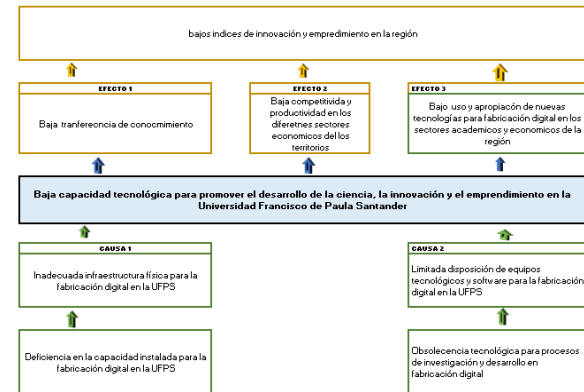 bajos indices de innovación y empredimiento en la región
EFECTO 1
EFECTO 2
EFECTO 3
Baja tranferecncia de conocmimiento
Baja competitivida y
productividad en los
diferetnes sectores
economicos del los
territorios
Bajo uso y apropiacón de nuevas
tecnologías para fabricación digital en los
sectores academicos y economicos de la
región
Baja capacidad tecnológica para promover el desarrollo de la ciencia, la innovación y el emprendimiento en la
Universidad Francisco de Paula Santander
CAUSA 1
CAUSA 2
Inadecuada infraestructura física para la
fabricación digital en la UFPS
Limitada disposición de equipos
tecnológicos y software para la fabricación
digital en la UFPS
Deficiencia en la capacidad instalada para la
fabricación digital en la UFPS
Obsolecencia tecnológica para procesos
de investigación y desarrollo en
fabricación digital